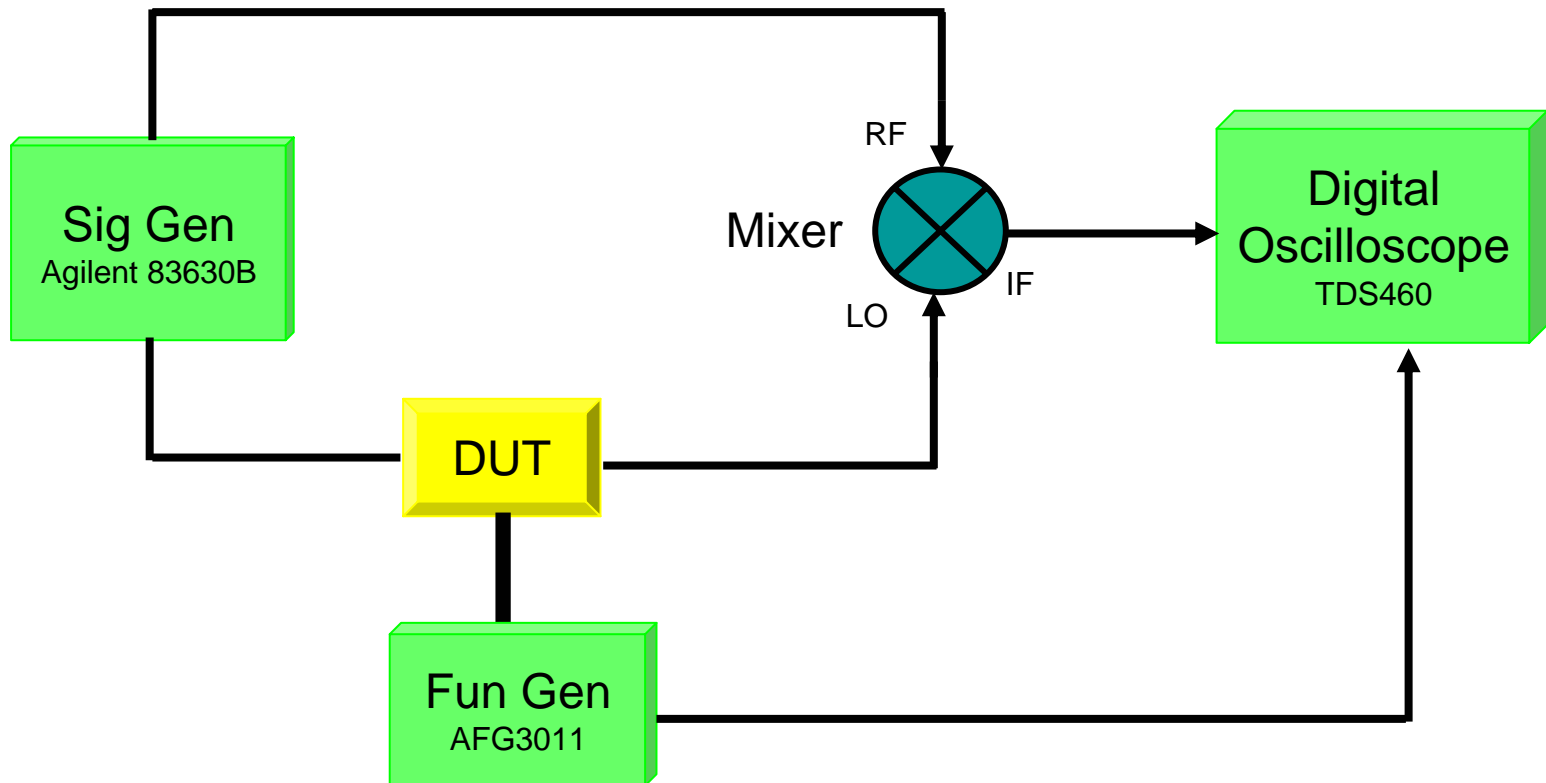 RF
Sig Gen
Agilent 83630B
Mixer
LO
IF
Digital
Oscilloscope
TDS460
DUT
Fun Gen
AFG3011